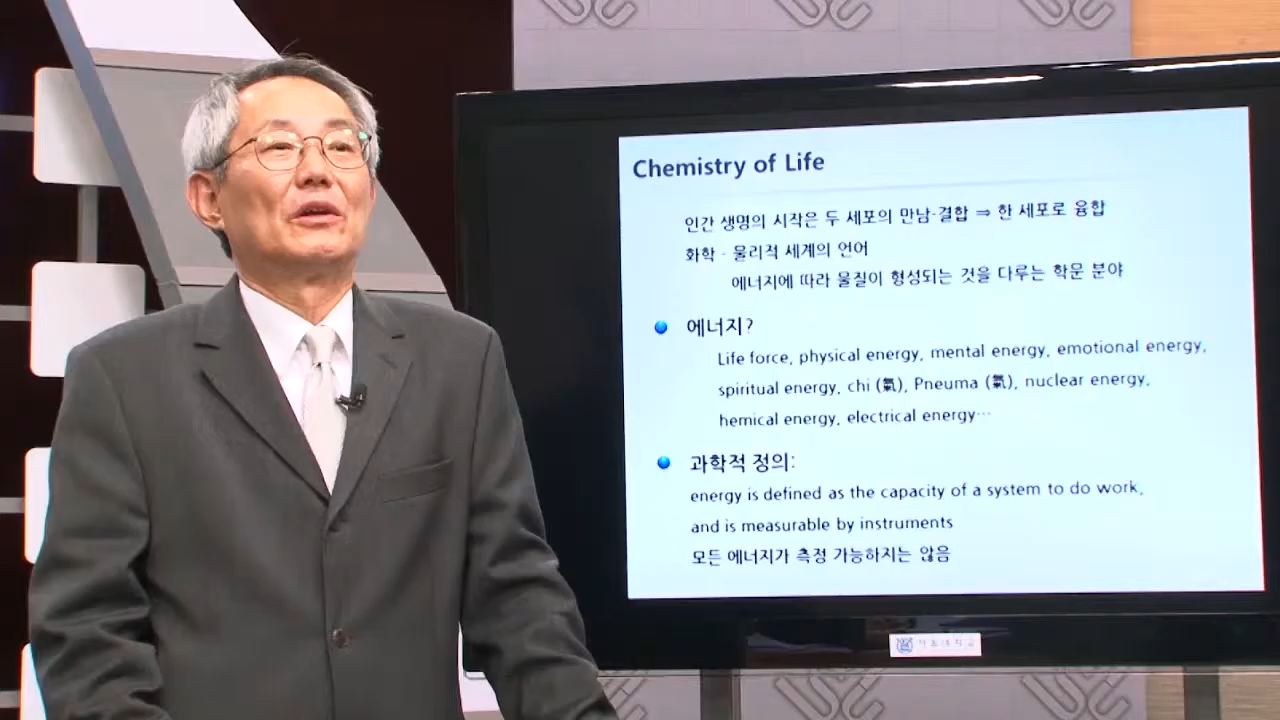 Chemistry of Life
인간 생명의 시작은 두 세포의 만남·결합 ⇒ 한 세포로 융합
화학 - 물리적 세계의 언어
에너지에 따라 물질이 형성되는 것을 다루는 학문 분야
에너지?
Life force, physical energy, mental energy, emotional energy,
spiritual energy, chi (氣), Pneuma (氣), nuclear energy,
hemical energy, electrical energy…
과학적 정의:
energy is defined as the capacity of a system to do work,
and is measurable by instruments
모든 에너지가 측정 가능하지는 않음
서울대학교